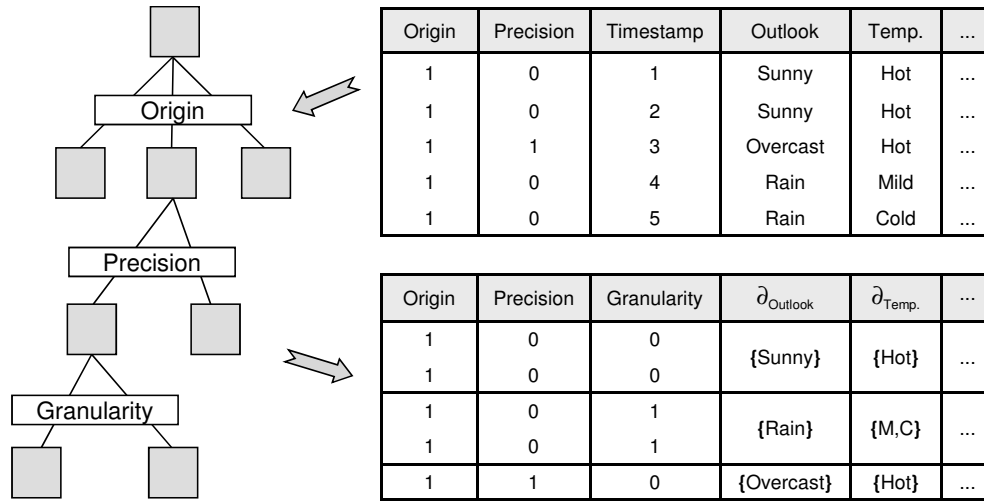 Origin
Precision
Granularity
Origin Precision Timestamp Outlook Temp. ...
1 0 1 Sunny Hot ...
1 0 2 Sunny Hot ...
1 1 3 Overcast Hot ...
1 0 4 Rain Mild ...
1 0 5 Rain Cold ...
Origin Precision Granularity ∂Outlook ∂Temp. ...
1 0 0
{Sunny} {Hot} ...
1 0 0
1 0 1
{Rain} {M,C} ...
1 0 1
1 1 0 {Overcast} {Hot} ...